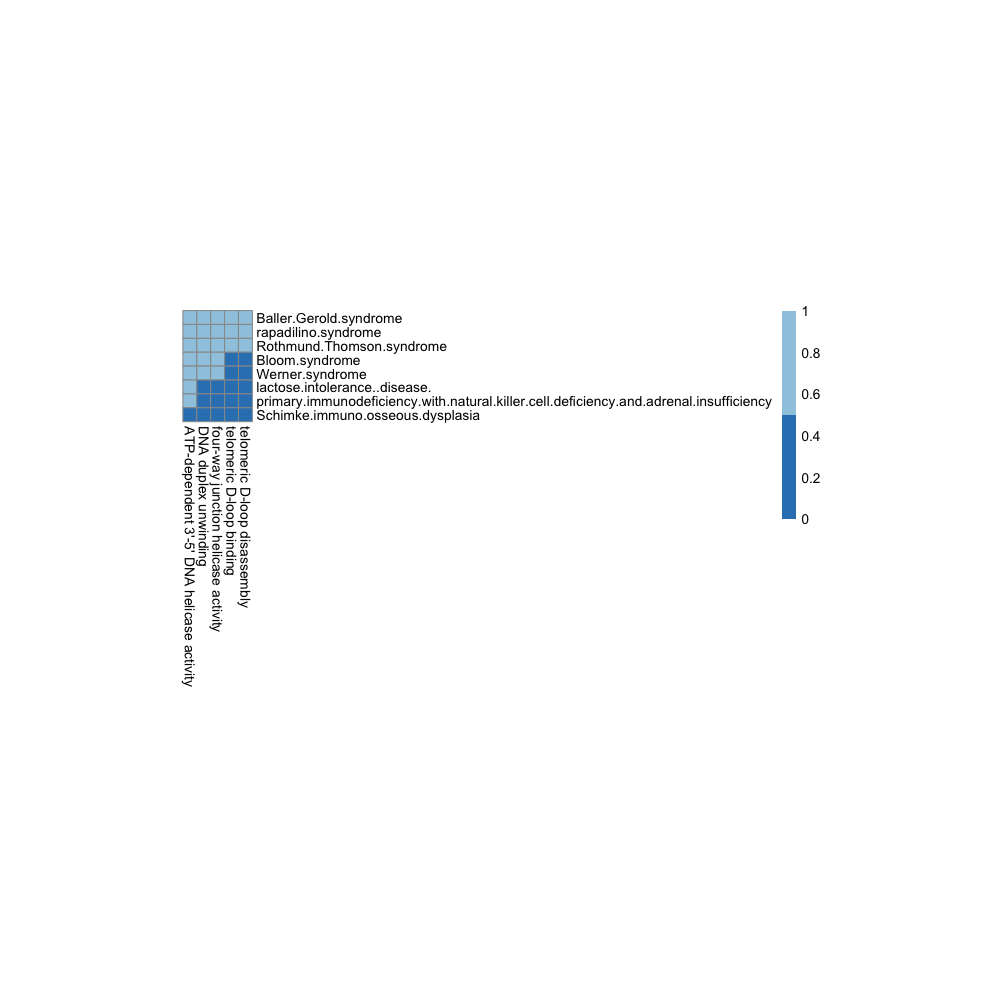 Baller.Gerold.syndrome
rapadilino.syndrome
Rothmund.Thomson.syndrome
Bloom.syndrome
Werner.syndrome
lactose.intolerance..disease.
primary.immunodeficiency.with.natural.killer.cell.deficiency.and.adrenal.insufficiency
Schimke.immuno.osseous.dysplasia
ATP-dependent 3'-5' DNA helicase activity
DNA duplex unwinding
four-way junction helicase activity
telomeric D-loop binding
telomeric D-loop disassembly
1
0.8
0.6
0.4
0.2
0